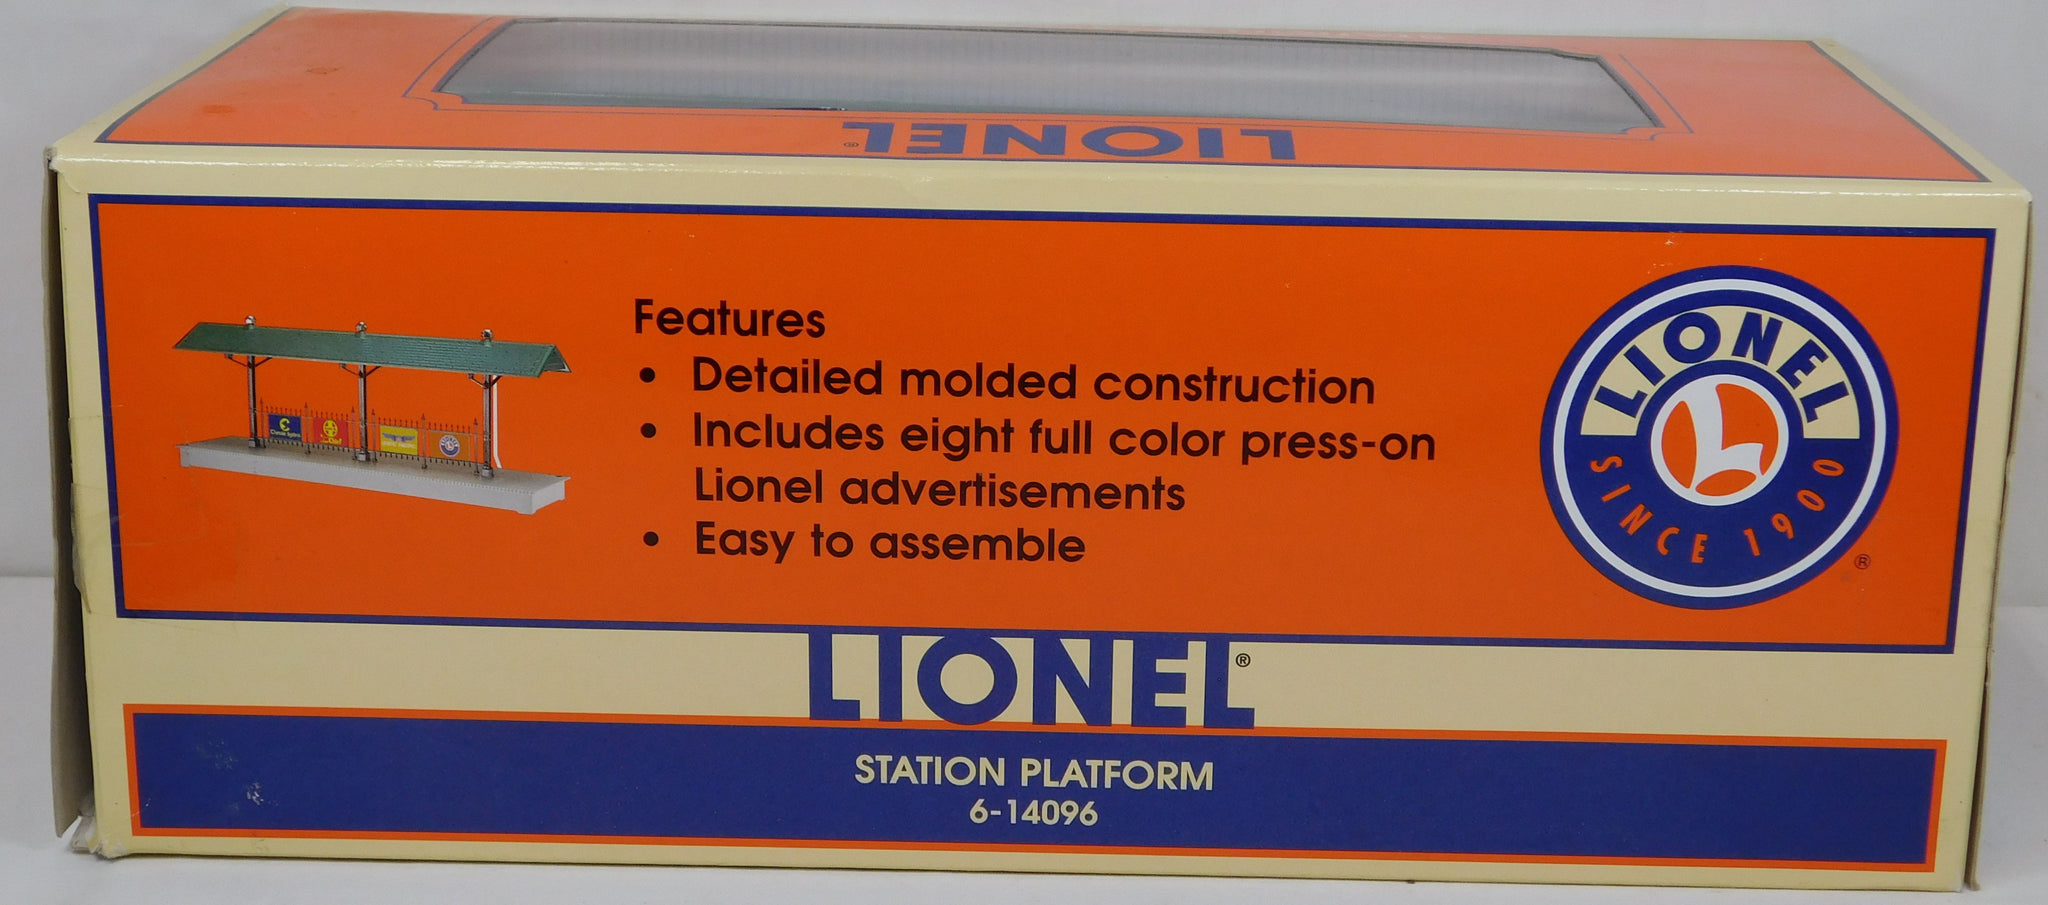 LIONEL®
Features
• Detailed molded construction
• Includes eight full color press-on
Lionel advertisements
• Easy to assemble
LIONEL
SINCE 1900
®
LIONEL®
STATION PLATFORM
6-14096